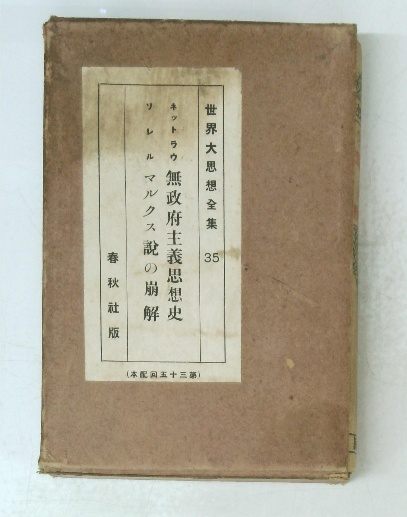 世界大思想全集 35
ネットラウ 無政府主義思想史
ソレル マルクス說の崩解
春秋社版
(第三十五回配本)